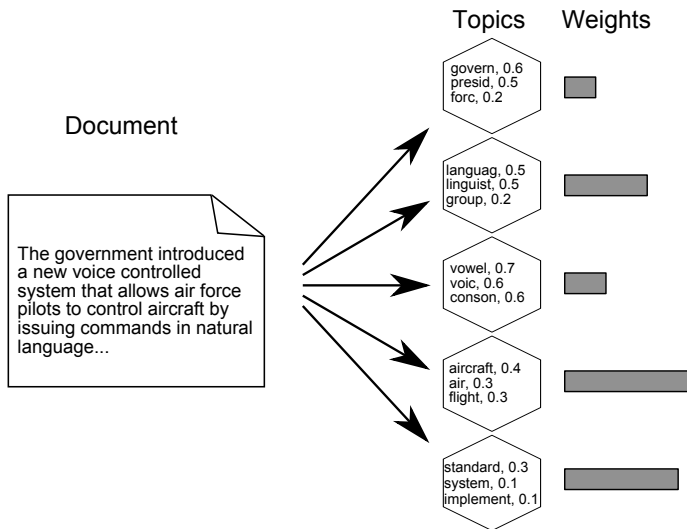 Topics
Weights
govern, 0.6
presid, 0.5
forc, 0.2
Document
languag, 0.5
linguist, 0.5
group, 0.2
The government introduced
a new voice controlled
system that allows air force
pilots to control aircraft by
issuing commands in natural
language...
vowel, 0.7
voic, 0.6
conson, 0.6
aircraft, 0.4
air, 0.3
flight, 0.3
standard, 0.3
system, 0.1
implement, 0.1